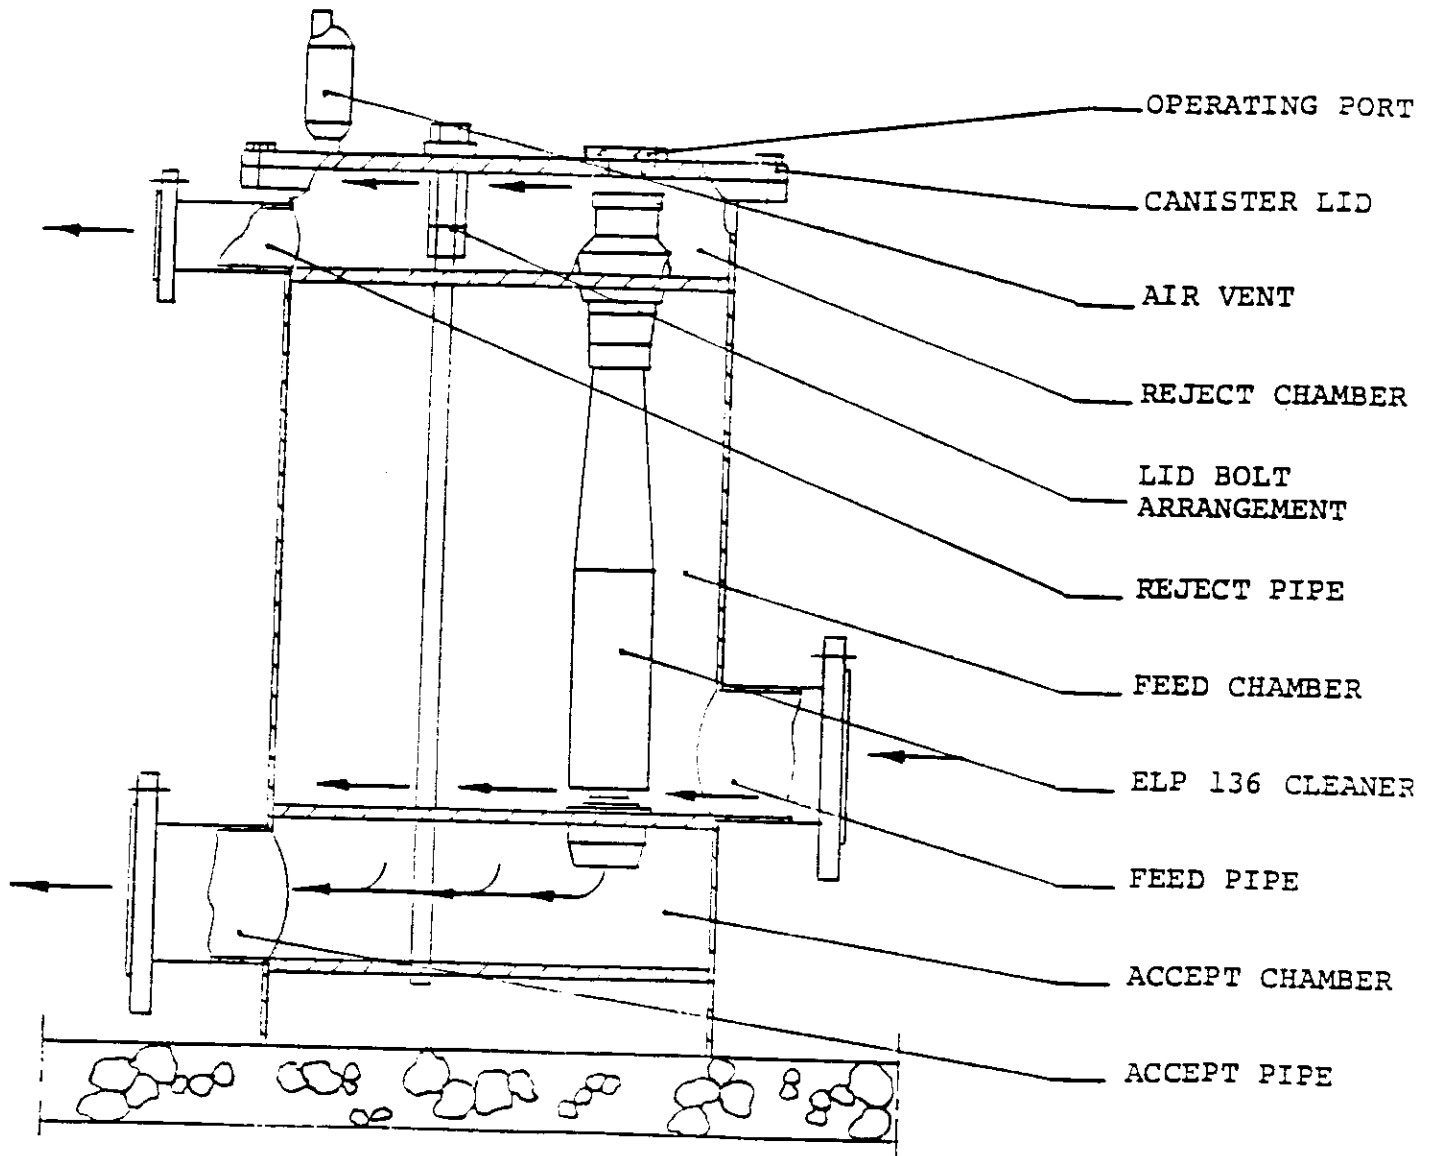 OPERATING PORT
CANISTER LID
AIR VENT
REJECT CHAMBER
LID BOLT
ARRANGEMENT
REJECT PIPE
FEED CHAMBER
ELP 136 CLEANER
FEED PIPE
ACCEPT CHAMBER
ACCEPT PIPE